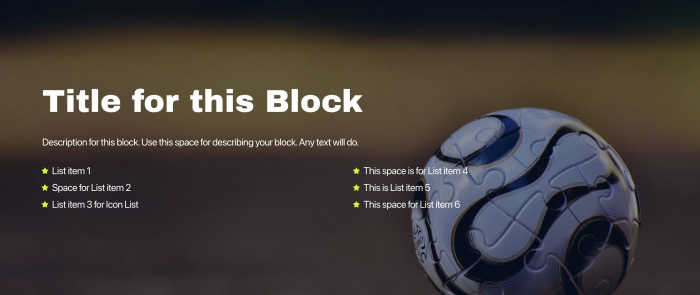 Title for this Block
Description for this block. Use this space for describing your block. Any text will do.
List item 1
Space for List item 2
List item 3 for Icon List
This space is for List item 4
This is List item 5
This space for List item 6